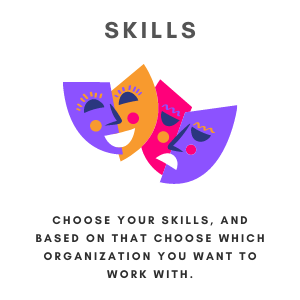 SKILLS
CHOOSE YOUR SKILLS, AND
BASED ON THAT CHOOSE WHICH
ORGANIZATION YOU WANT TO
WORK WITH.